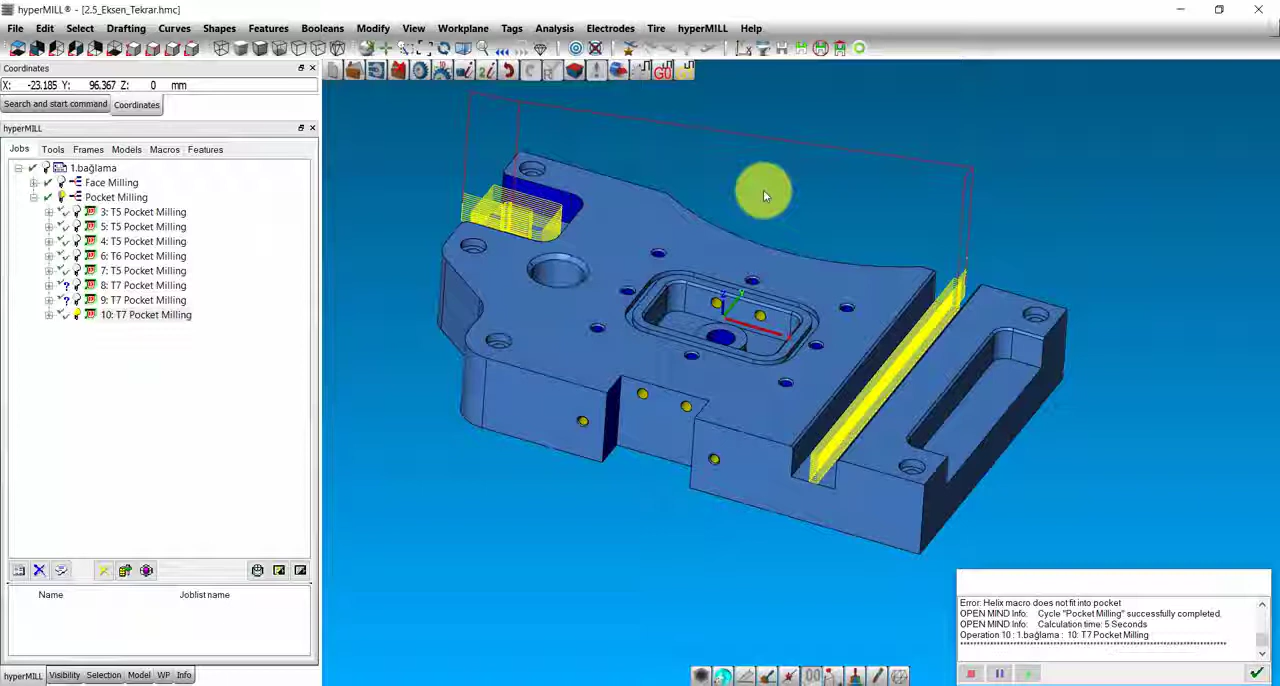 hyperMILL® - [2.5_Eksen_Tekrar.hmc]
File Edit Select Drafting Curves Shapes Features Booleans Modify View Workplane Tags Analysis Electrodes Tire hyperMILL Help
Coordinates
X: -23.185 Y: 96.367 Z: 0 mm
Search and start command Coordinates
hyperMILL
Jobs Tools Frames Models Macros Features
1.bağlama
Face Milling
Pocket Milling
3: T5 Pocket Milling
5: T5 Pocket Milling
4: T5 Pocket Milling
6: T6 Pocket Milling
7: T5 Pocket Milling
8: T7 Pocket Milling
9: T7 Pocket Milling
10: T7 Pocket Milling
Name Joblist name
hyperMILL Visibility Selection Model WP Info
Error: Helix macro does not fit into pocket
OPEN MIND Info: Cycle "Pocket Milling" successfully completed.
OPEN MIND Info: Calculation time: 5 Seconds
Operation 10 : 1.bağlama : 10: T7 Pocket Milling